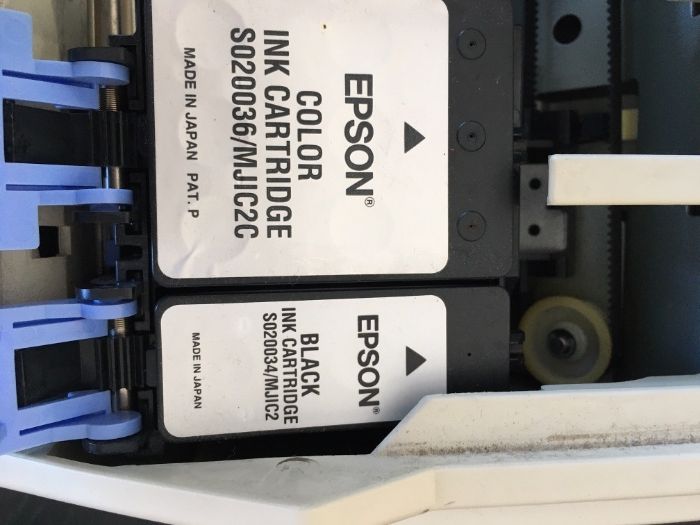 EPSON®
COLOR
INK CARTRIDGE
S020036/MJIC2C
MADE IN JAPAN PAT. P
EPSON®
BLACK
INK CARTRIDGE
S020034/MJIC2
MADE IN JAPAN